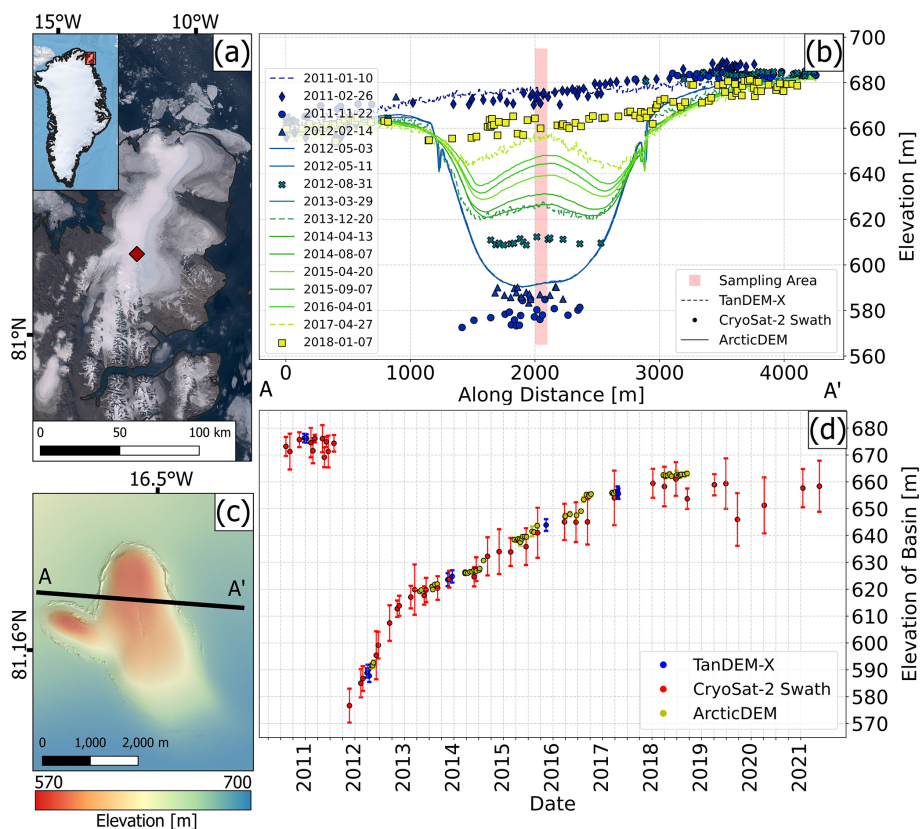 15°W
10°W
(a)
81°N
0
50
100 km
(b)
700
680
660
640
620
600
580
560
Elevation [m]
2011-01-10
2011-02-26
2011-11-22
2012-02-14
2012-05-03
2012-05-11
2012-08-31
2013-03-29
2013-12-20
2014-04-13
2014-08-07
2015-04-20
2015-09-07
2016-04-01
2017-04-27
2018-01-07
Sampling Area
TanDEM-X
CryoSat-2 Swath
ArcticDEM
0
1000
2000
3000
4000
A
Along Distance [m]
A'
16.5°W
(c)
A
A'
81.16°N
0
1,000
2,000 m
570
700
Elevation [m]
(d)
680
670
660
650
640
630
620
610
600
590
580
570
Elevation of Basin [m]
TanDEM-X
CryoSat-2 Swath
ArcticDEM
2011
2012
2013
2014
2015
2016
2017
2018
2019
2020
2021
Date